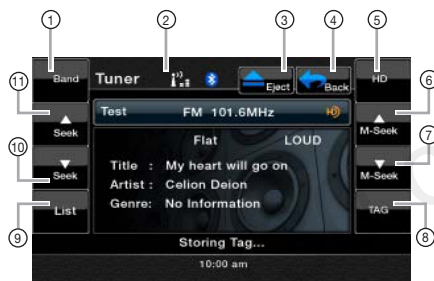 1 2 3 4 5
Band Tuner Eject Back HD
11 6
Test FM 101.6MHz HD
Seek M-Seek
Flat LOUD
10 7
Title : My heart will go on
Seek Artist : Celion Deion M-Seek
Genre: No Information
9 List TAG 8
Storing Tag...
10:00 am